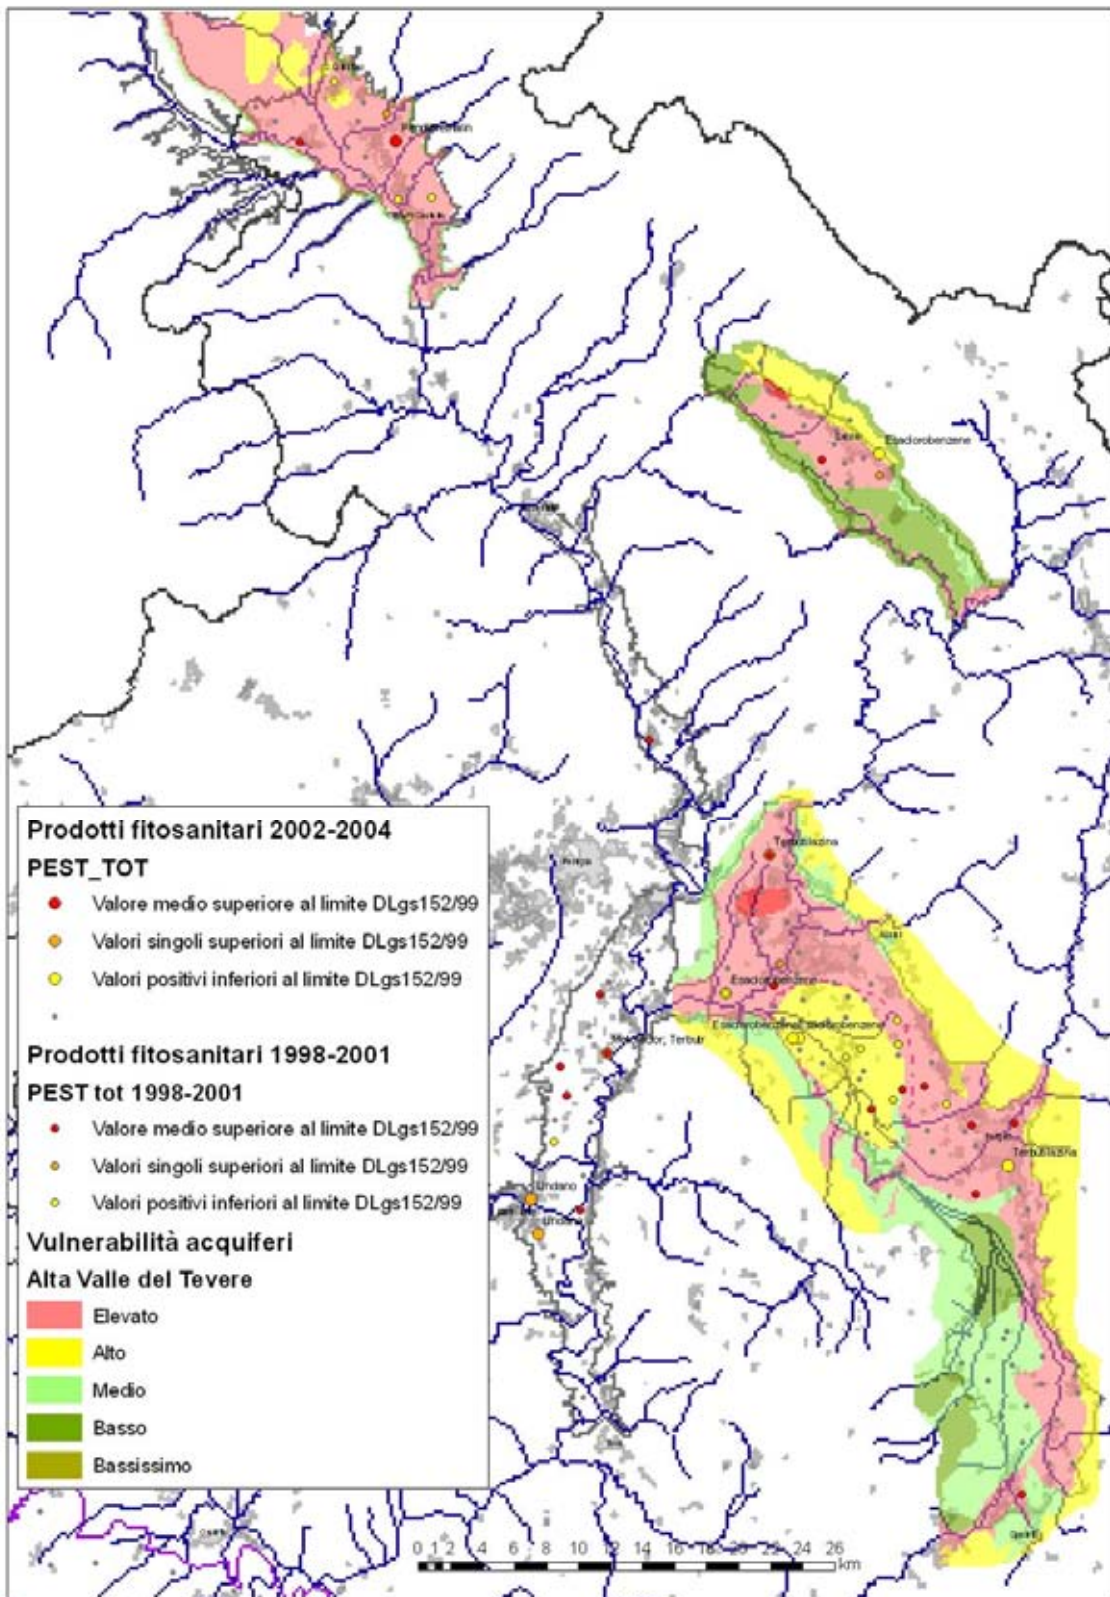 Pendimetalin
Esaclorobenzene
Terbutilazina
Esaclorobenzene
Esaclorobenzene
Terbutilazina
Lindano
Lindano
Prodotti fitosanitari 2002-2004
PEST_TOT
Valore medio superiore al limite DLgs152/99
Valori singoli superiori al limite DLgs152/99
Valori positivi inferiori al limite DLgs152/99
Prodotti fitosanitari 1998-2001
PEST tot 1998-2001
Valore medio superiore al limite DLgs152/99
Valori singoli superiori al limite DLgs152/99
Valori positivi inferiori al limite DLgs152/99
Vulnerabilità acquiferi
Alta Valle del Tevere
Elevato
Alto
Medio
Basso
Bassissimo
0 2 4 6 8 10 12 14 16 18 20 22 24 26
km